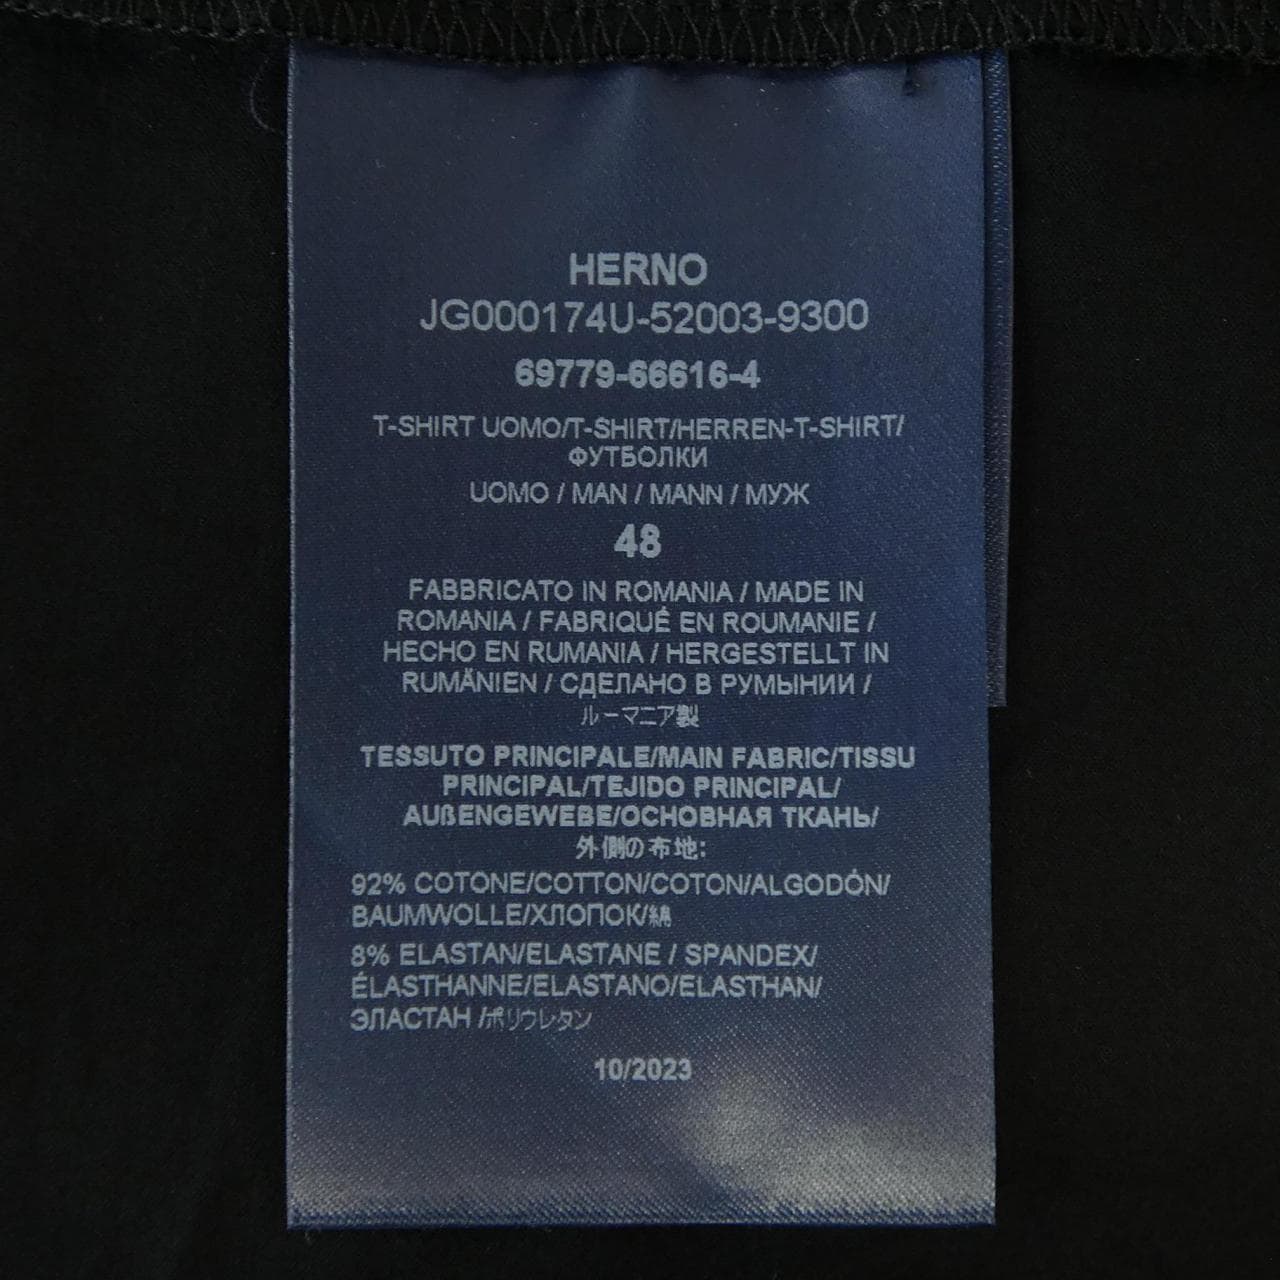 HERNO
JG000174U-52003-9300
69779-66616-4
T-SHIRT UOMO/T-SHIRT/HERREN-T-SHIRT/
ФУТБОЛКИ
UOMO / MAN / MANN / МУЖ
48
FABBRICATO IN ROMANIA / MADE IN
ROMANIA / FABRIQUÉ EN ROUMANIE /
HECHO EN RUMANIA / HERGESTELLT IN
RUMÄNIEN / СДЕЛАНО В РУМЫНИИ /
ルーマニア製
TESSUTO PRINCIPALE/MAIN FABRIC/TISSU
PRINCIPAL/TEJIDO PRINCIPAL/
AUßENGEWEBE/ОСНОВНАЯ ТКАНЬ/
外側の布地:
92% COTONE/COTTON/COTON/ALGODÓN/
BAUMWOLLE/ХЛОПОК/綿
8% ELASTAN/ELASTANE / SPANDEX/
ÉLASTHANNE/ELASTANO/ELASTHAN/
ЭЛАСТАН /ポリウレタン
10/2023